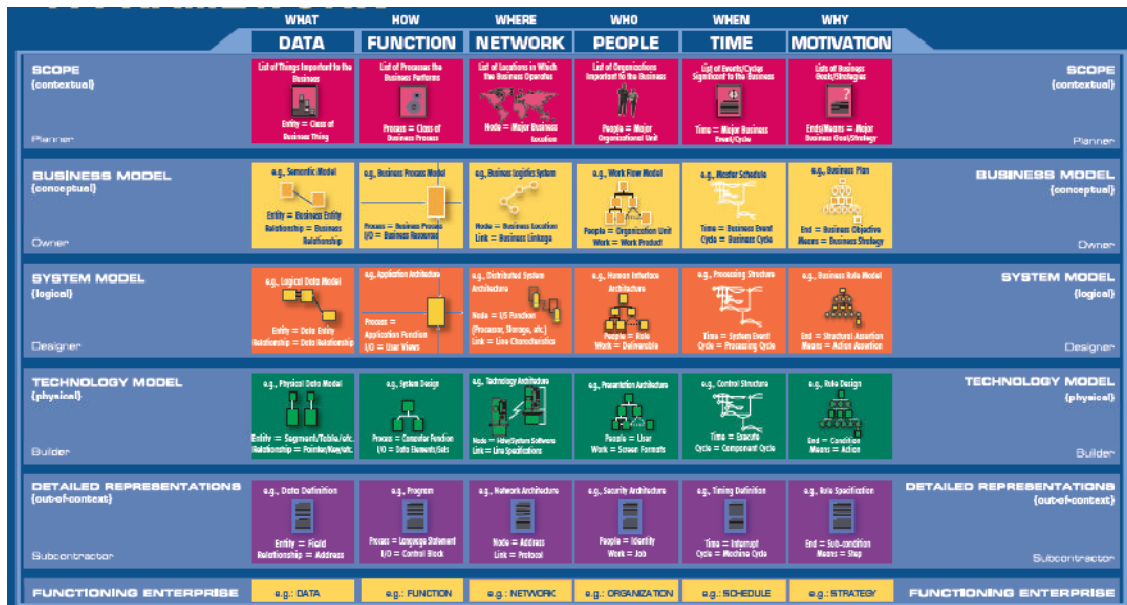 WHAT HOW WHERE WHO WHEN WHY
DATA FUNCTION NETWORK PEOPLE TIME MOTIVATION
SCOPE
(contextual)
Planner
List of Things Important to the
Business
Entity = Class of
Business Thing
List of Processes the
Business Performs
Process = Class of
Business Process
List of Locations in Which
the Business Operates
Node = Major Business
Location
List of Organizations
Important to the Business
People = Major
Organizational Unit
List of Events/Cycles
Significant to the Business
Time = Major Business
Event/Cycle
Lists of Business
Goals/Strategies
Ends/Means = Major
Business Goal/Strategy
SCOPE
(contextual)
Planner
BUSINESS MODEL
(conceptual)
Owner
e.g., Semantic Model
Entity = Business Entity
Relationship = Business
Relationship
e.g., Business Process Model
Process = Business Process
I/O = Business Resources
e.g., Business Logistics System
Node = Business Location
Link = Business Linkage
e.g., Work Flow Model
People = Organization Unit
Work = Work Product
e.g., Master Schedule
Time = Business Event
Cycle = Business Cycle
e.g., Business Plan
End = Business Objective
Means = Business Strategy
BUSINESS MODEL
(conceptual)
Owner
SYSTEM MODEL
(logical)
Designer
e.g., Logical Data Model
Entity = Data Entity
Relationship = Data Relationship
e.g., Application Architecture
Process =
Application Function
I/O = User Views
e.g., Distributed System
Architecture
Node = I/S Function
(Processor, Storage, etc)
Link = Line Characteristics
e.g., Human Interface
Architecture
People = Role
Work = Deliverable
e.g., Processing Structure
Time = System Event
Cycle = Processing Cycle
e.g., Business Rule Model
End = Structural Assertion
Means = Action Assertion
SYSTEM MODEL
(logical)
Designer
TECHNOLOGY MODEL
(physical)
Builder
e.g., Physical Data Model
Entity = Segment/Table/etc.
Relationship = Pointer/Key/etc.
e.g., System Design
Process = Computer Function
I/O = Data Elements/Sets
e.g., Technology Architecture
Node = Hdw/System Software
Link = Line Specifications
e.g., Presentation Architecture
People = User
Work = Screen Formats
e.g., Control Structure
Time = Execute
Cycle = Component Cycle
e.g., Rule Design
End = Condition
Means = Action
TECHNOLOGY MODEL
(physical)
Builder
DETAILED REPRESENTATIONS
(out-of-context)
Subcontractor
e.g., Data Definition
Entity = Field
Relationship = Address
e.g., Program
Process = Language Statement
I/O = Control Block
e.g., Network Architecture
Node = Address
Link = Protocol
e.g., Security Architecture
People = Identity
Work = Job
e.g., Timing Definition
Time = Interrupt
Cycle = Machine Cycle
e.g., Rule Specification
End = Sub-condition
Means = Step
DETAILED REPRESENTATIONS
(out-of-context)
Subcontractor
FUNCTIONING ENTERPRISE
e.g.: DATA
e.g.: FUNCTION
e.g.: NETWORK
e.g.: ORGANIZATION
e.g.: SCHEDULE
e.g.: STRATEGY
FUNCTIONING ENTERPRISE